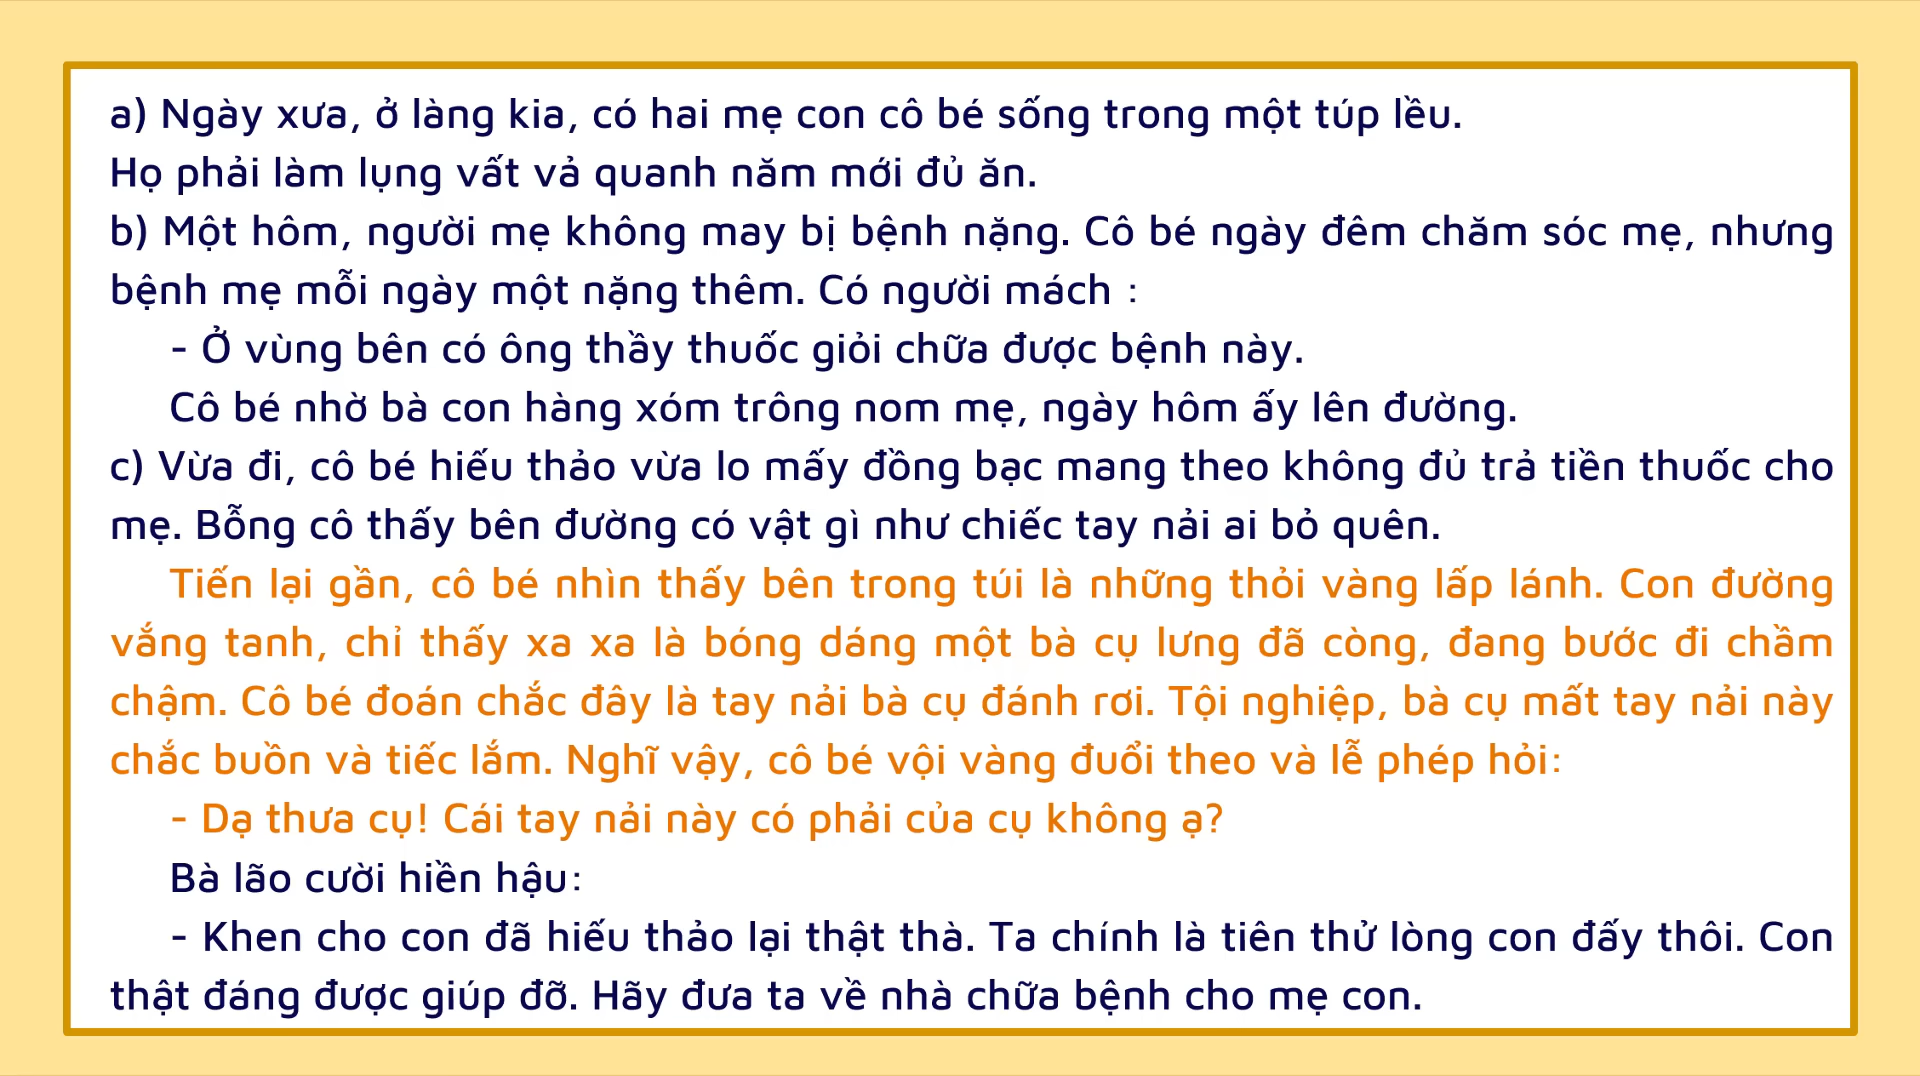 a) Ngày xưa, ở làng kia, có hai mẹ con cô bé sống trong một túp lều.
Họ phải làm lụng vất vả quanh năm mới đủ ăn.
b) Một hôm, người mẹ không may bị bệnh nặng. Cô bé ngày đêm chăm sóc mẹ, nhưng
bệnh mẹ mỗi ngày một nặng thêm. Có người mách :
- Ở vùng bên có ông thầy thuốc giỏi chữa được bệnh này.
Cô bé nhờ bà con hàng xóm trông nom mẹ, ngày hôm ấy lên đường.
c) Vừa đi, cô bé hiếu thảo vừa lo mấy đồng bạc mang theo không đủ trả tiền thuốc cho
mẹ. Bỗng cô thấy bên đường có vật gì như chiếc tay nải ai bỏ quên.
Tiến lại gần, cô bé nhìn thấy bên trong túi là những thỏi vàng lấp lánh. Con đường
vắng tanh, chỉ thấy xa xa là bóng dáng một bà cụ lưng đã còng, đang bước đi chầm
chậm. Cô bé đoán chắc đây là tay nải bà cụ đánh rơi. Tội nghiệp, bà cụ mất tay nải này
chắc buồn và tiếc lắm. Nghĩ vậy, cô bé vội vàng đuổi theo và lễ phép hỏi:
- Dạ thưa cụ! Cái tay nải này có phải của cụ không ạ?
Bà lão cười hiền hậu:
- Khen cho con đã hiếu thảo lại thật thà. Ta chính là tiên thử lòng con đấy thôi. Con
thật đáng được giúp đỡ. Hãy đưa ta về nhà chữa bệnh cho mẹ con.